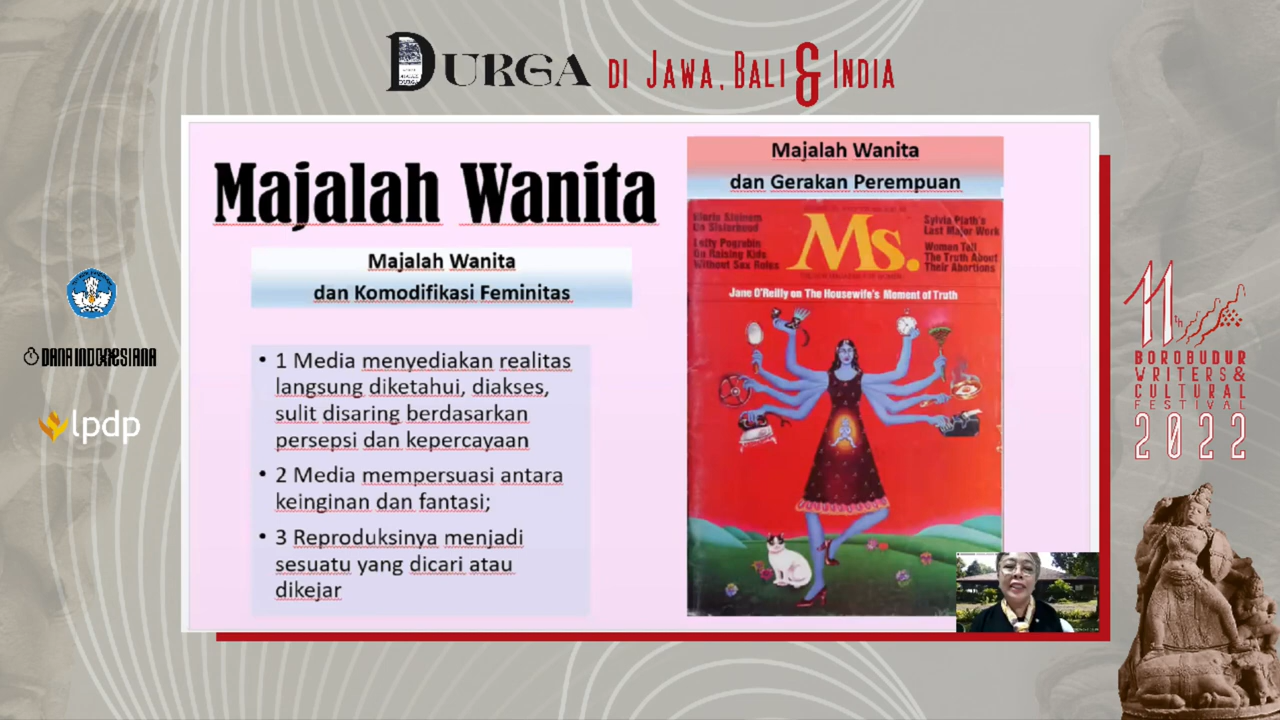 DURGA DI JAWA, BALI & INDIA
Majalah Wanita
Majalah Wanita
dan Komodifikasi Feminitas
• 1 Media menyediakan realitas
langsung diketahui, diakses,
sulit disaring berdasarkan
persepsi dan kepercayaan
• 2 Media mempersuasi antara
keinginan dan fantasi;
• 3 Reproduksinya menjadi
sesuatu yang dicari atau
dikejar
Majalah Wanita
dan Gerakan Perempuan
Gloria Steinem
On Sisterhood
Letty Pogrebin
On Raising Kids
Without Sex Roles
Ms.
Sylvia Plath's
Last Major Work
Women Tell
The Truth About
Their Abortions
Jane O'Reilly on The Housewife's Moment of Truth
DANA INDONESIANA
lpdp
11th
BOROBUDUR
WRITERS &
CULTURAL
FESTIVAL
2022